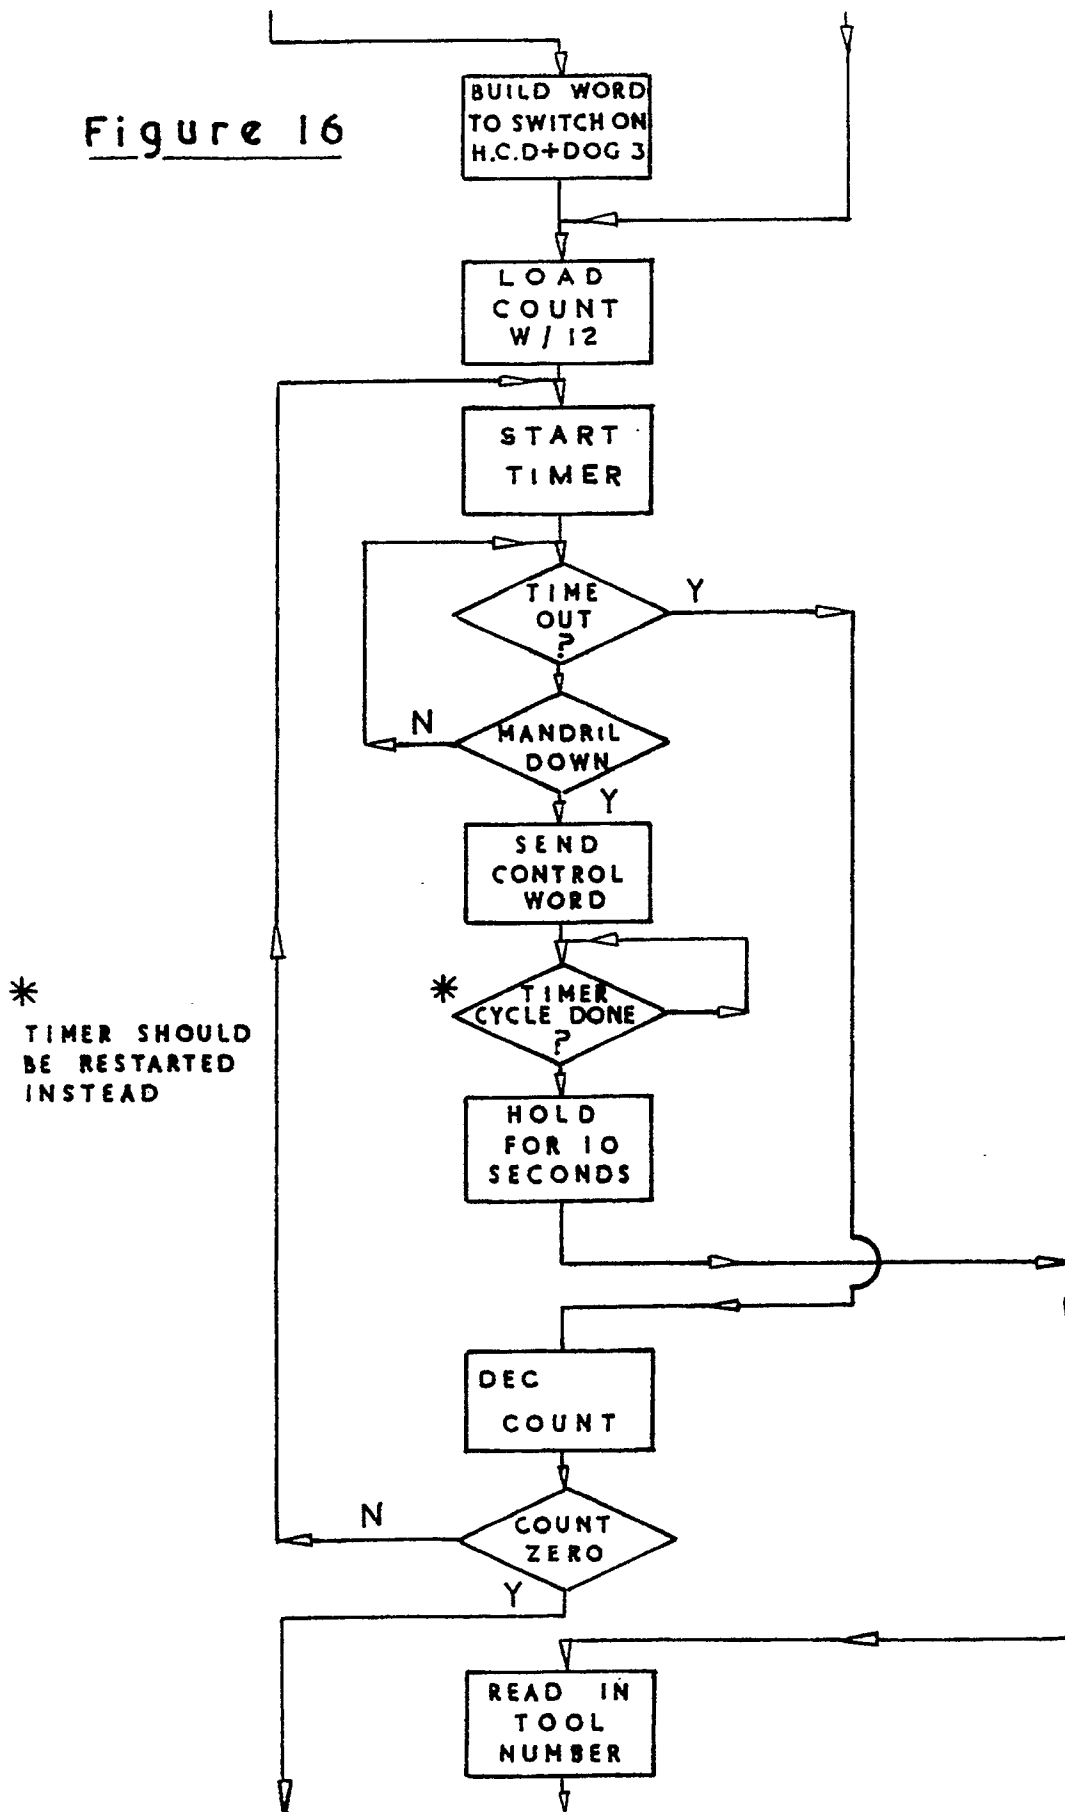 Figure 16
BUILD WORD
TO SWITCH ON
H.C.D+DOG 3
LOAD
COUNT
W / 12
START
TIMER
TIME
OUT
?
Y
MANDRIL
DOWN
N
Y
SEND
CONTROL
WORD
*
TIMER
CYCLE DONE
?
*
TIMER SHOULD
BE RESTARTED
INSTEAD
HOLD
FOR 10
SECONDS
DEC
COUNT
COUNT
ZERO
N
Y
READ IN
TOOL
NUMBER